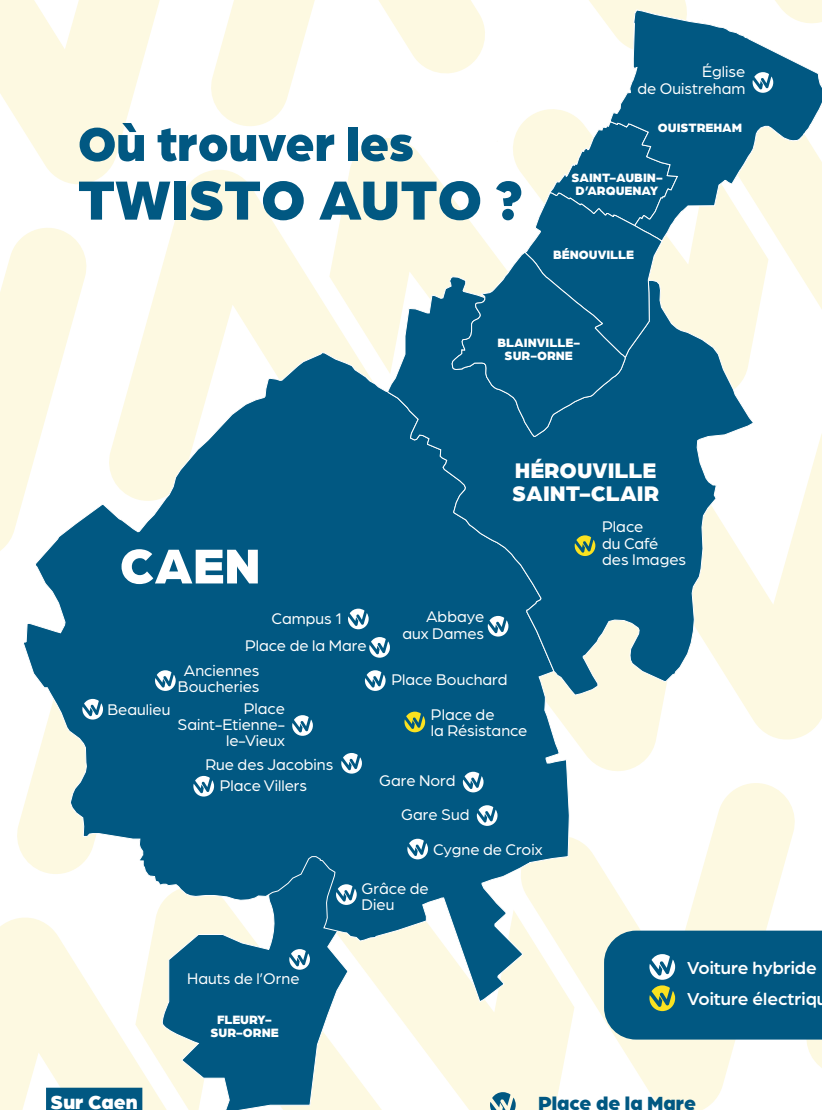 Où trouver les
TWISTO AUTO ?
Église
de Ouistreham
OUISTREHAM
SAINT-AUBIN-
D'ARQUENAY
BÉNOUVILLE
BLAINVILLE-
SUR-ORNE
HÉROUVILLE
SAINT-CLAIR
Place
du Café
des Images
CAEN
Campus 1
Abbaye
aux Dames
Place de la Mare
Anciennes
Boucheries
Place Bouchard
Beaulieu
Place
Saint-Etienne-
le-Vieux
Place de
la Résistance
Rue des Jacobins
Place Villers
Gare Nord
Gare Sud
Cygne de Croix
Grâce de
Dieu
Hauts de l'Orne
FLEURY-
SUR-ORNE
Voiture hybride
Voiture électriqu
Sur Caen
Place de la Mare